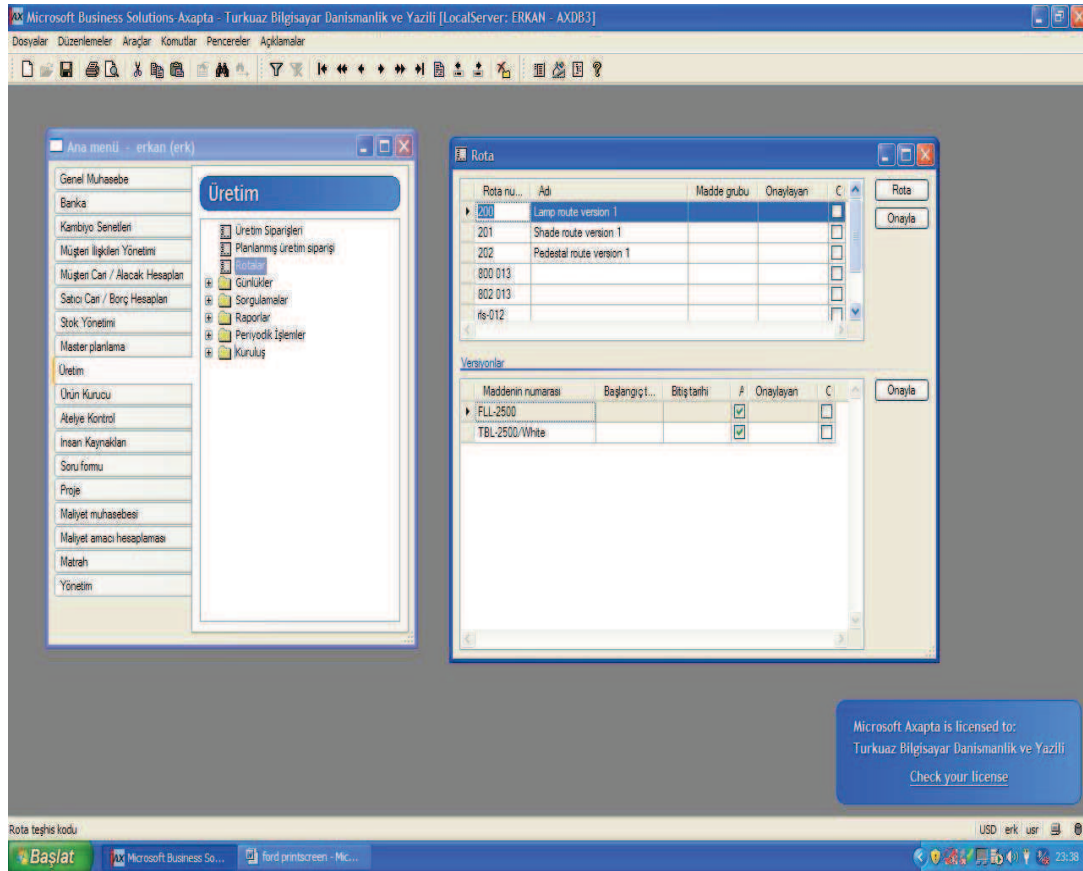 Microsoft Business Solutions-Axapta - Turkuaz Bilgisayar Danismanlik ve Yazili [LocalServer: ERKAN - AXDB3]
Dosyalar Düzenlemeler Araçlar Komutlar Pencereler Açıklamalar
Ana menü - erkan (erk)
Genel Muhasebe
Banka
Kambiyo Senetleri
Müşteri İlişkileri Yönetimi
Müşteri Cari / Alacak Hesapları
Satıcı Cari / Borç Hesapları
Stok Yönetimi
Master planlama
Üretim
Ürün Kurucu
Atelye Kontrol
İnsan Kaynakları
Soru formu
Proje
Maliyet muhasebesi
Maliyet amacı hesaplaması
Matrah
Yönetim
Üretim
Üretim Siparişleri
Planlanmış üretim siparişi
Rotalar
Günlükler
Sorgulamalar
Raporlar
Periyodik İşlemler
Kuruluş
Rota
Rota nu... Adı Madde grubu Onaylayan C
200 Lamp route version 1
201 Shade route version 1
202 Pedestal route version 1
800 013
802 013
rls-012
Rota
Onayla
Versiyonlar
Maddenin numarası Başlangıç t... Bitiş tarihi A Onaylayan C
FLL-2500
TBL-2500/White
Onayla
Microsoft Axapta is licensed to:
Turkuaz Bilgisayar Danismanlik ve Yazili
Check your license
Rota teşhis kodu
USD erk usr
Başlat Microsoft Business So... ford printscreen - Mic... 23:38